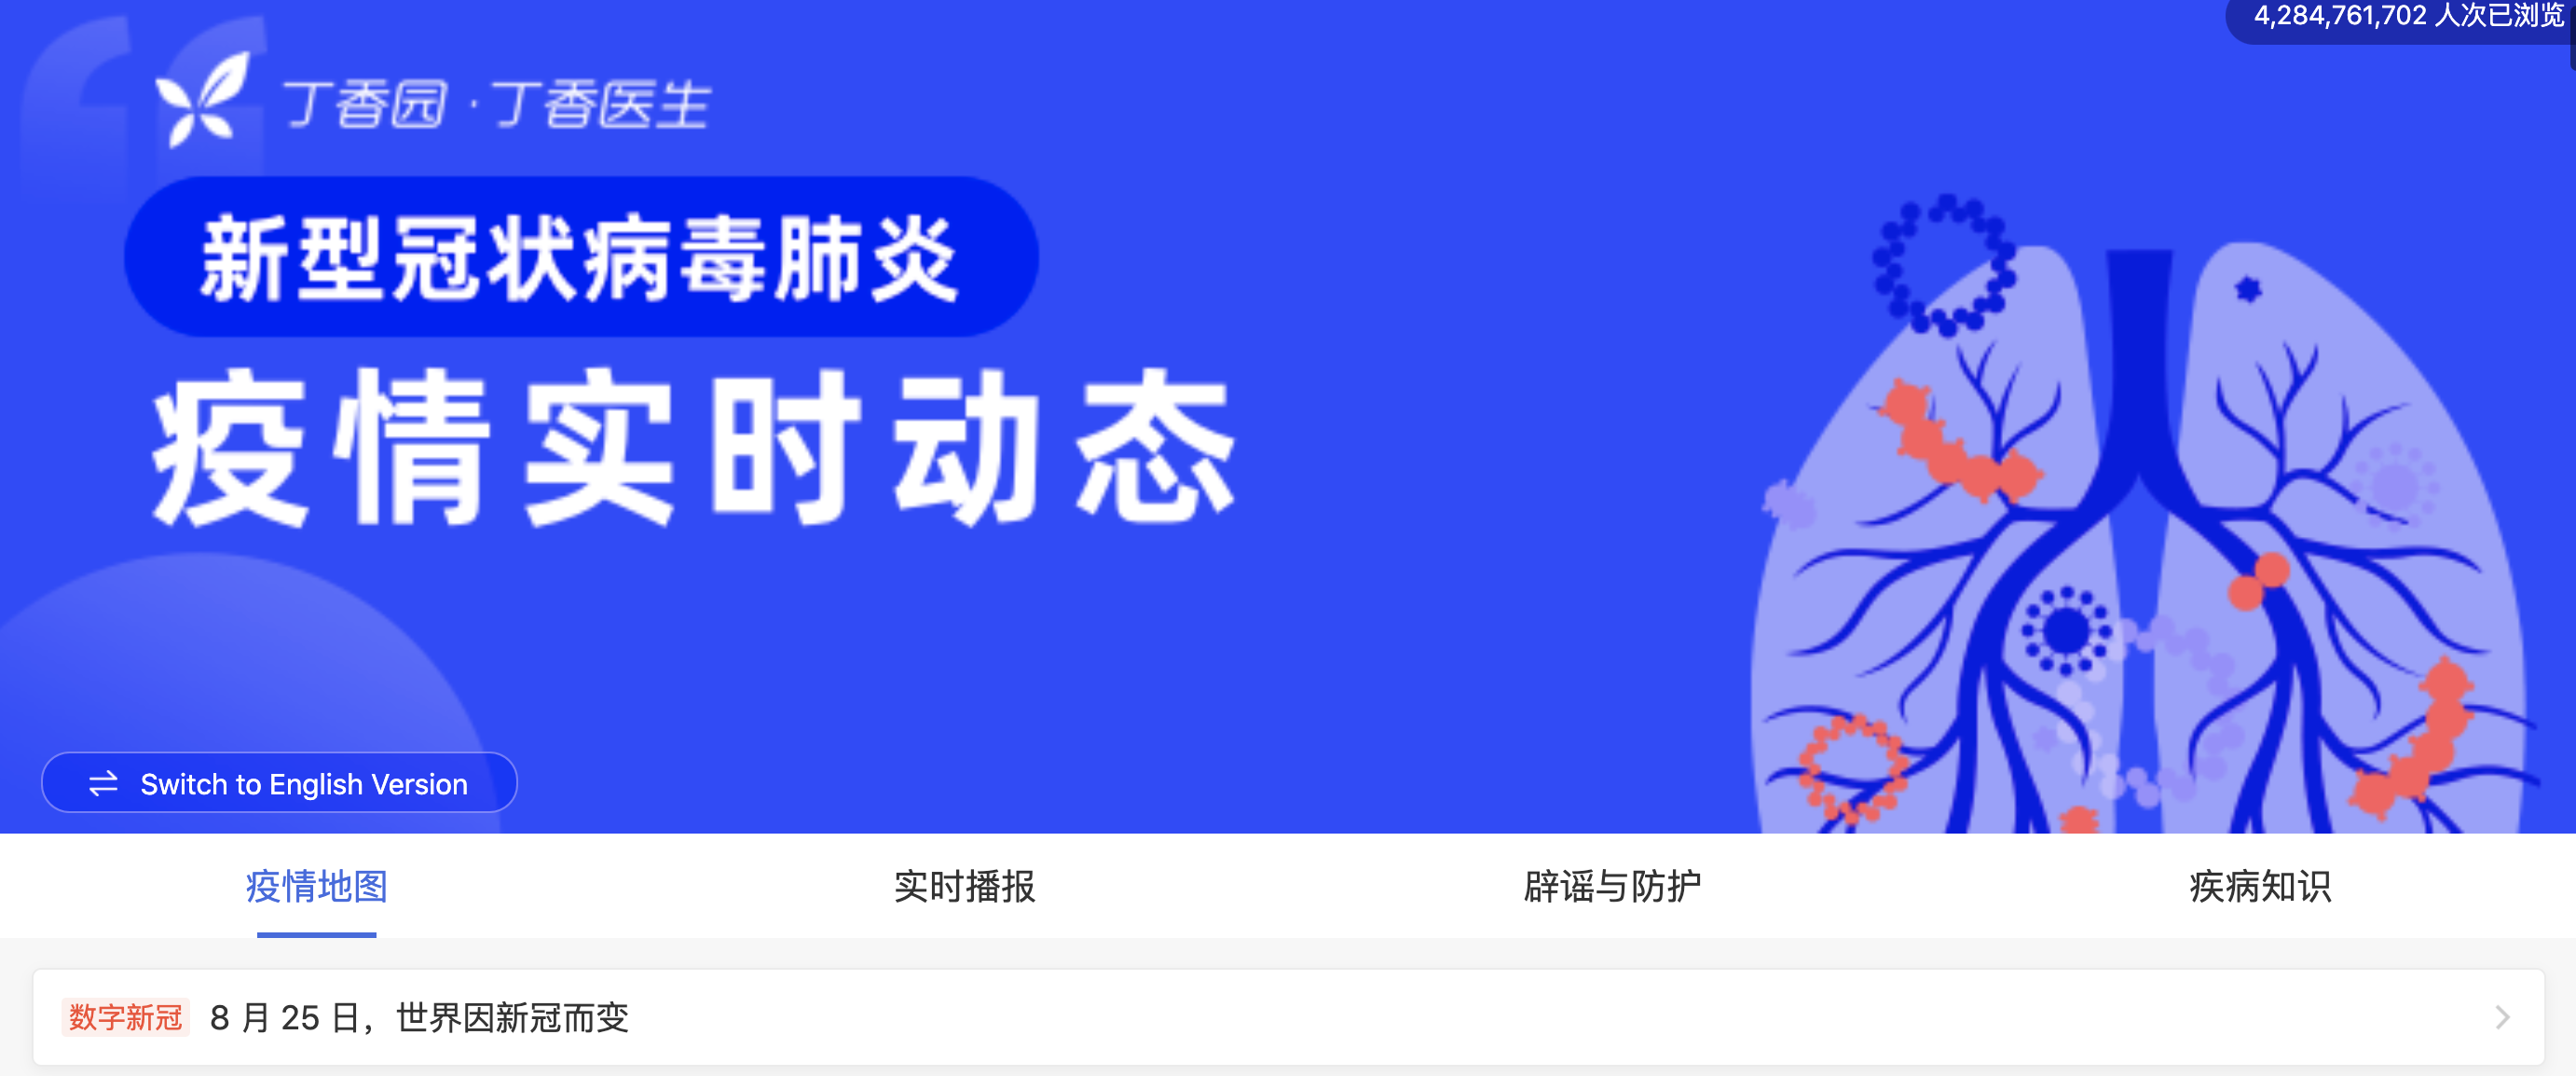 4,284,761,702 人次已浏览
丁香园 · 丁香医生
新型冠状病毒肺炎
疫情实时动态
Switch to English Version
疫情地图 实时播报 辟谣与防护 疾病知识
数字新冠 8 月 25 日，世界因新冠而变